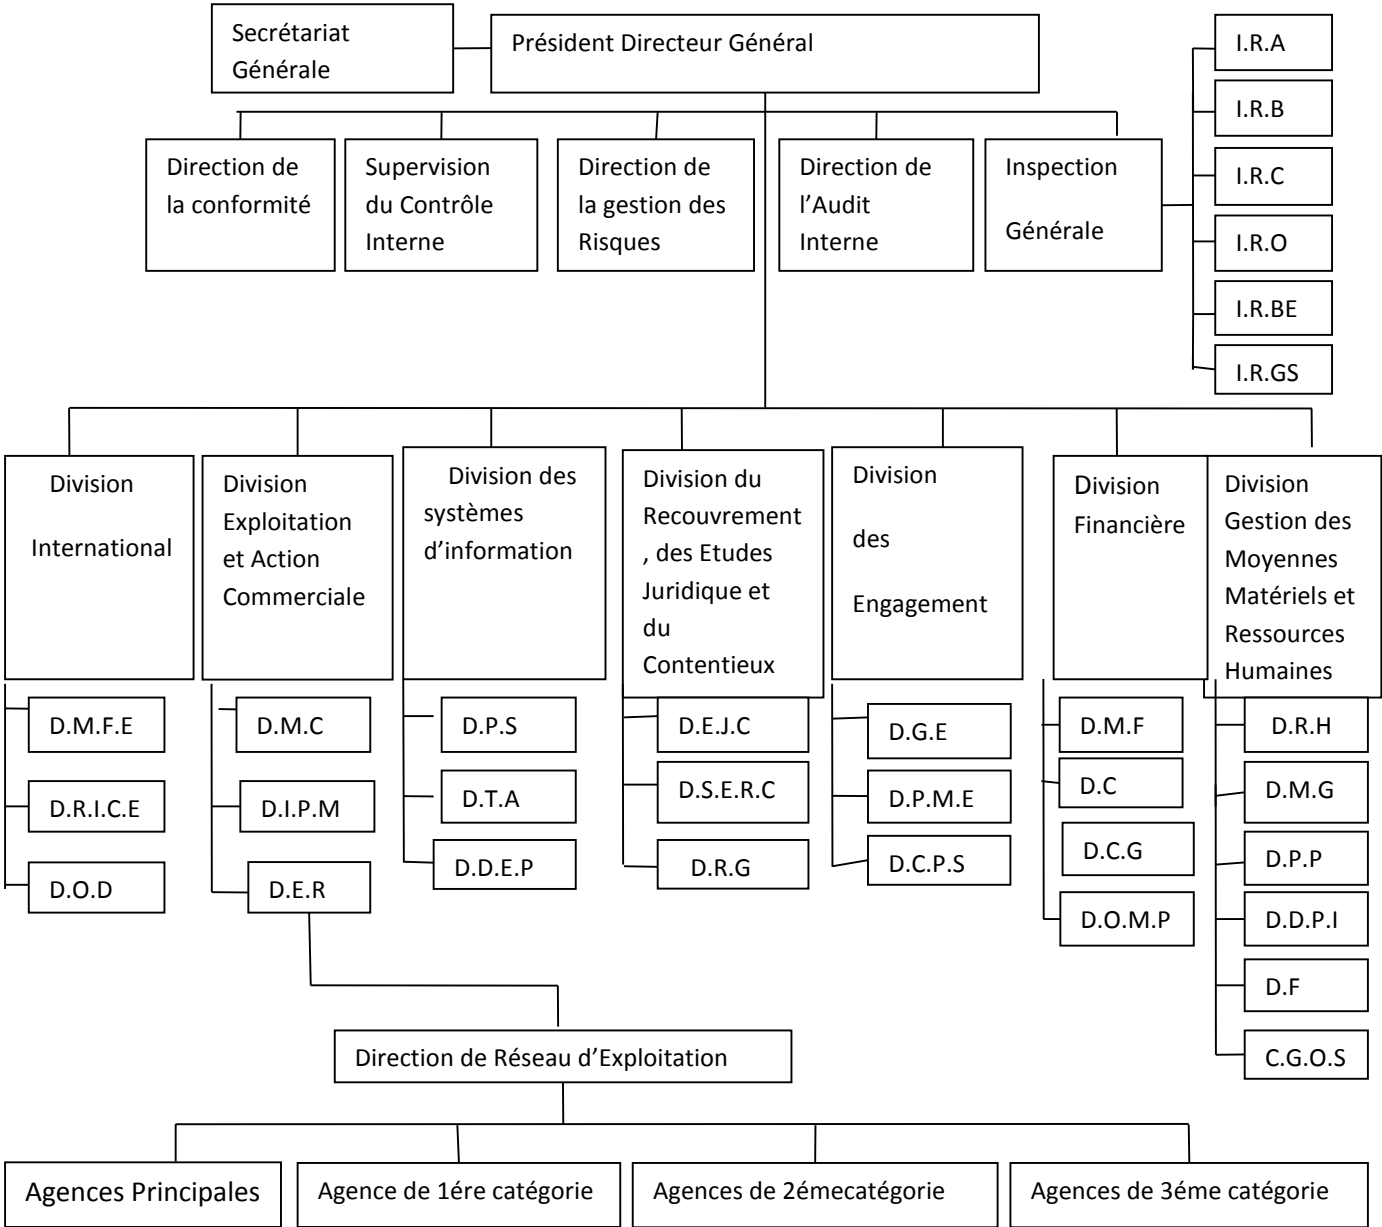 Secrétariat
Générale
Président Directeur Général
I.R.A
I.R.B
I.R.C
I.R.O
I.R.BE
I.R.GS
Direction de
la conformité
Supervision
du Contrôle
Interne
Direction de
la gestion des
Risques
Direction de
l’Audit
Interne
Inspection
Générale
Division
International
Division
Exploitation
et Action
Commerciale
Division des
systèmes
d’information
Division du
Recouvrement
, des Etudes
Juridique et
du
Contentieux
Division
des
Engagement
Division
Financière
Division
Gestion des
Moyennes
Matériels et
Ressources
Humaines
D.M.F.E
D.R.I.C.E
D.O.D
D.M.C
D.I.P.M
D.E.R
D.P.S
D.T.A
D.D.E.P
D.E.J.C
D.S.E.R.C
D.R.G
D.G.E
D.P.M.E
D.C.P.S
D.M.F
D.C
D.C.G
D.O.M.P
D.R.H
D.M.G
D.P.P
D.D.P.I
D.F
C.G.O.S
Direction de Réseau d’Exploitation
Agences Principales
Agence de 1ére catégorie
Agences de 2émecatégorie
Agences de 3éme catégorie